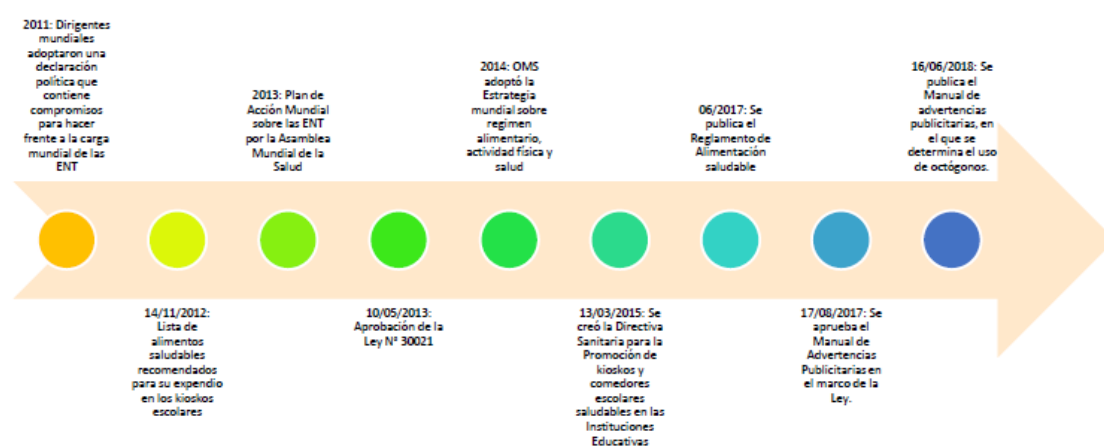 2011: Dirigentes
mundiales
adoptaron una
declaración
política que
contiene
compromisos
para hacer
frente a la carga
mundial de las
ENT
14/11/2012:
Lista de
alimentos
saludables
recomendados
para su expendio
en los kioskos
escolares
2013: Plan de
Acción Mundial
sobre las ENT
por la Asamblea
Mundial de la
Salud
10/05/2013:
Aprobación de la
Ley N° 30021
2014: OMS
adoptó la
Estrategia
mundial sobre
regimen
alimentario,
actividad física y
salud
13/03/2015: Se
creó la Directiva
Sanitaria para la
Promoción de
kioskos y
comedores
escolares
saludables en las
Instituciones
Educativas
06/2017: Se
publica el
Reglamento de
Alimentación
saludable
17/08/2017: Se
aprueba el
Manual de
Advertencias
Publicitarias en
el marco de la
Ley.
16/06/2018: Se
publica el
Manual de
advertencias
publicitarias, en
el que se
determina el uso
de octógonos.